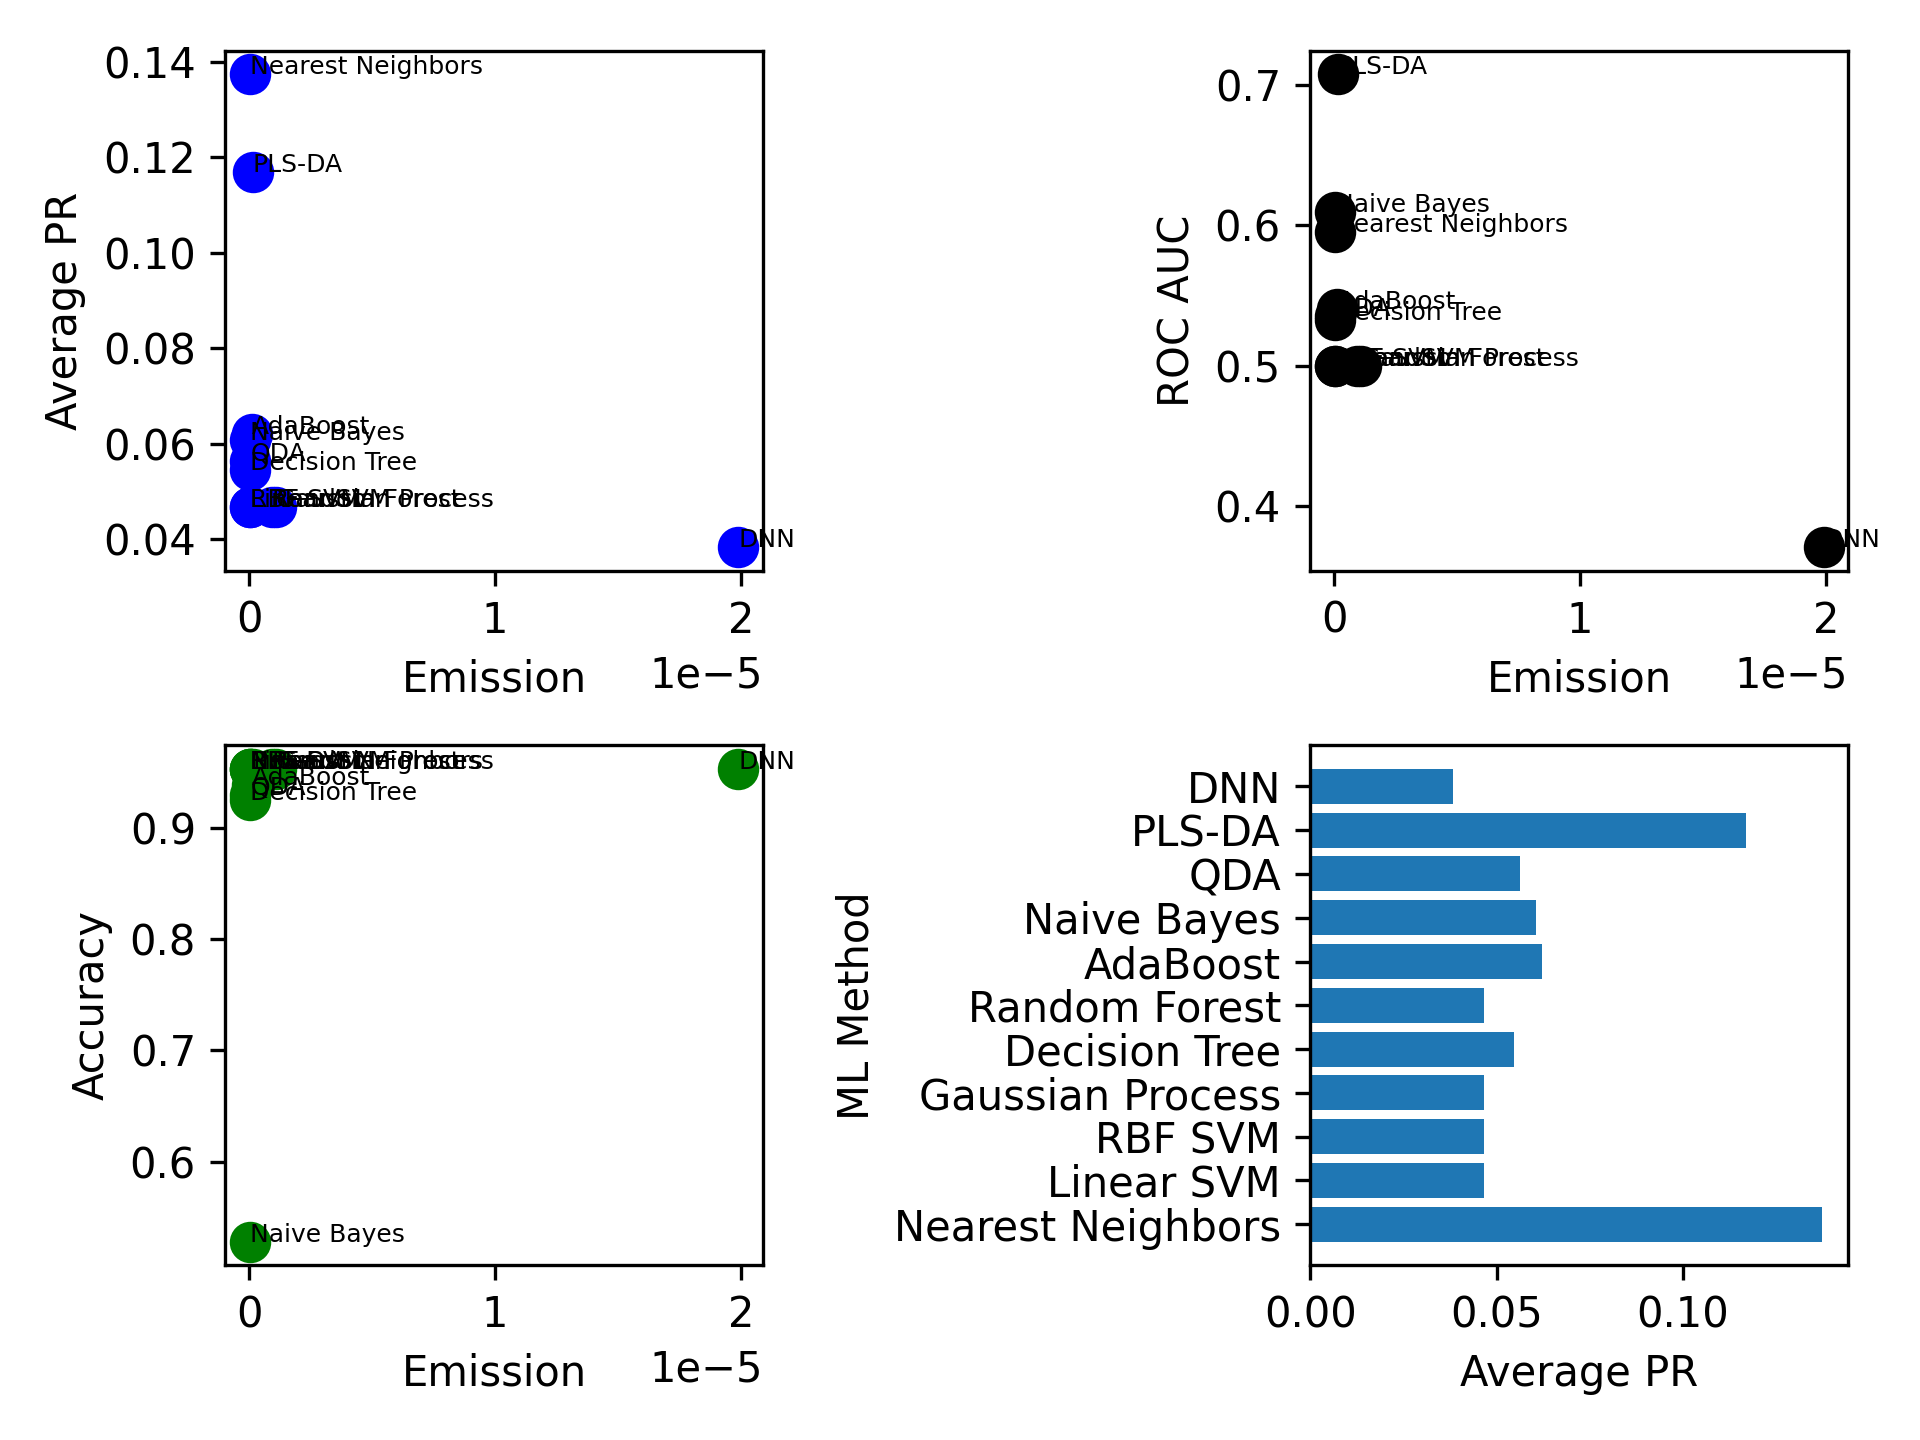 0.14
0.12
0.10
0.08
0.06
0.04
Average PR
Nearest Neighbors
PLS-DA
AdaBoost
Naive Bayes
QDA
Decision Tree
DNN
0 1 2
Emission
1e−5
0.7
0.6
0.5
0.4
ROC AUC
LS-DA
aive Bayes
earest Neighbors
daBoost
ecision Tree
Process
NN
0 1 2
Emission
1e−5
0.9
0.8
0.7
0.6
Accuracy
DNN
AdaBoost
QDA
Decision Tree
Naive Bayes
0 1 2
Emission
1e−5
ML Method
DNN
PLS-DA
QDA
Naive Bayes
AdaBoost
Random Forest
Decision Tree
Gaussian Process
RBF SVM
Linear SVM
Nearest Neighbors
0.00 0.05 0.10
Average PR